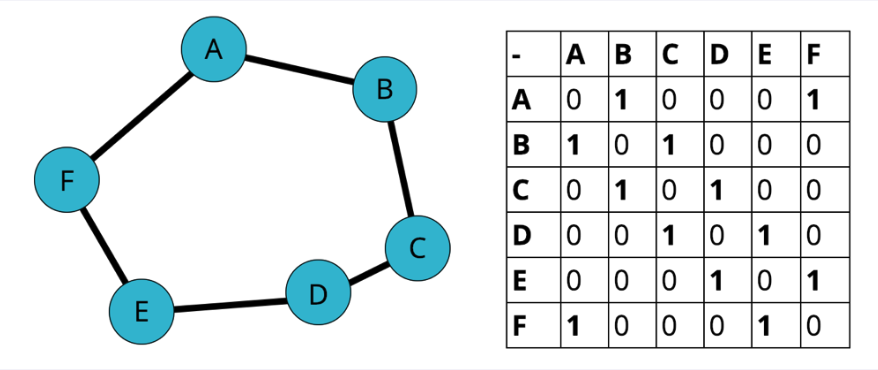 A
B
F
C
D
E
- A B C D E F
A 0 1 0 0 0 1
B 1 0 1 0 0 0
C 0 1 0 1 0 0
D 0 0 1 0 1 0
E 0 0 0 1 0 1
F 1 0 0 0 1 0